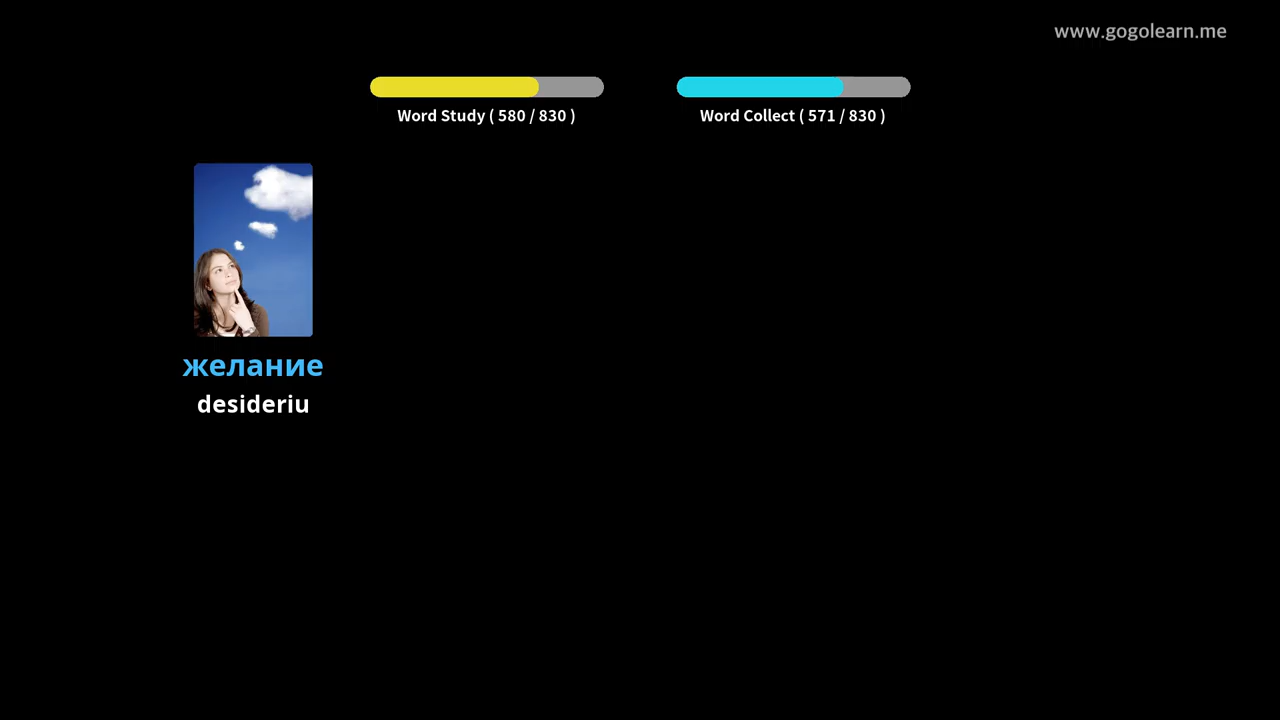 www.gogolearn.me
Word Study ( 580 / 830 )
Word Collect ( 571 / 830 )
желание
desideriu